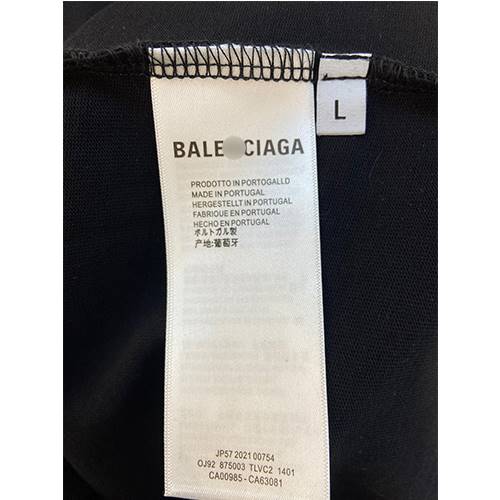 L
BALE CIAGA
PRODOTTO IN PORTOGALLO
MADE IN PORTUGAL
HERGESTELLT IN PORTUGAL
FABRIQUE EN PORTUGAL
HECHO EN PORTUGAL
ポルトガル製
产地:葡萄牙
JP57 2021 00754
OJ92 875003 TLVC2 1401
CA00985 - CA63081